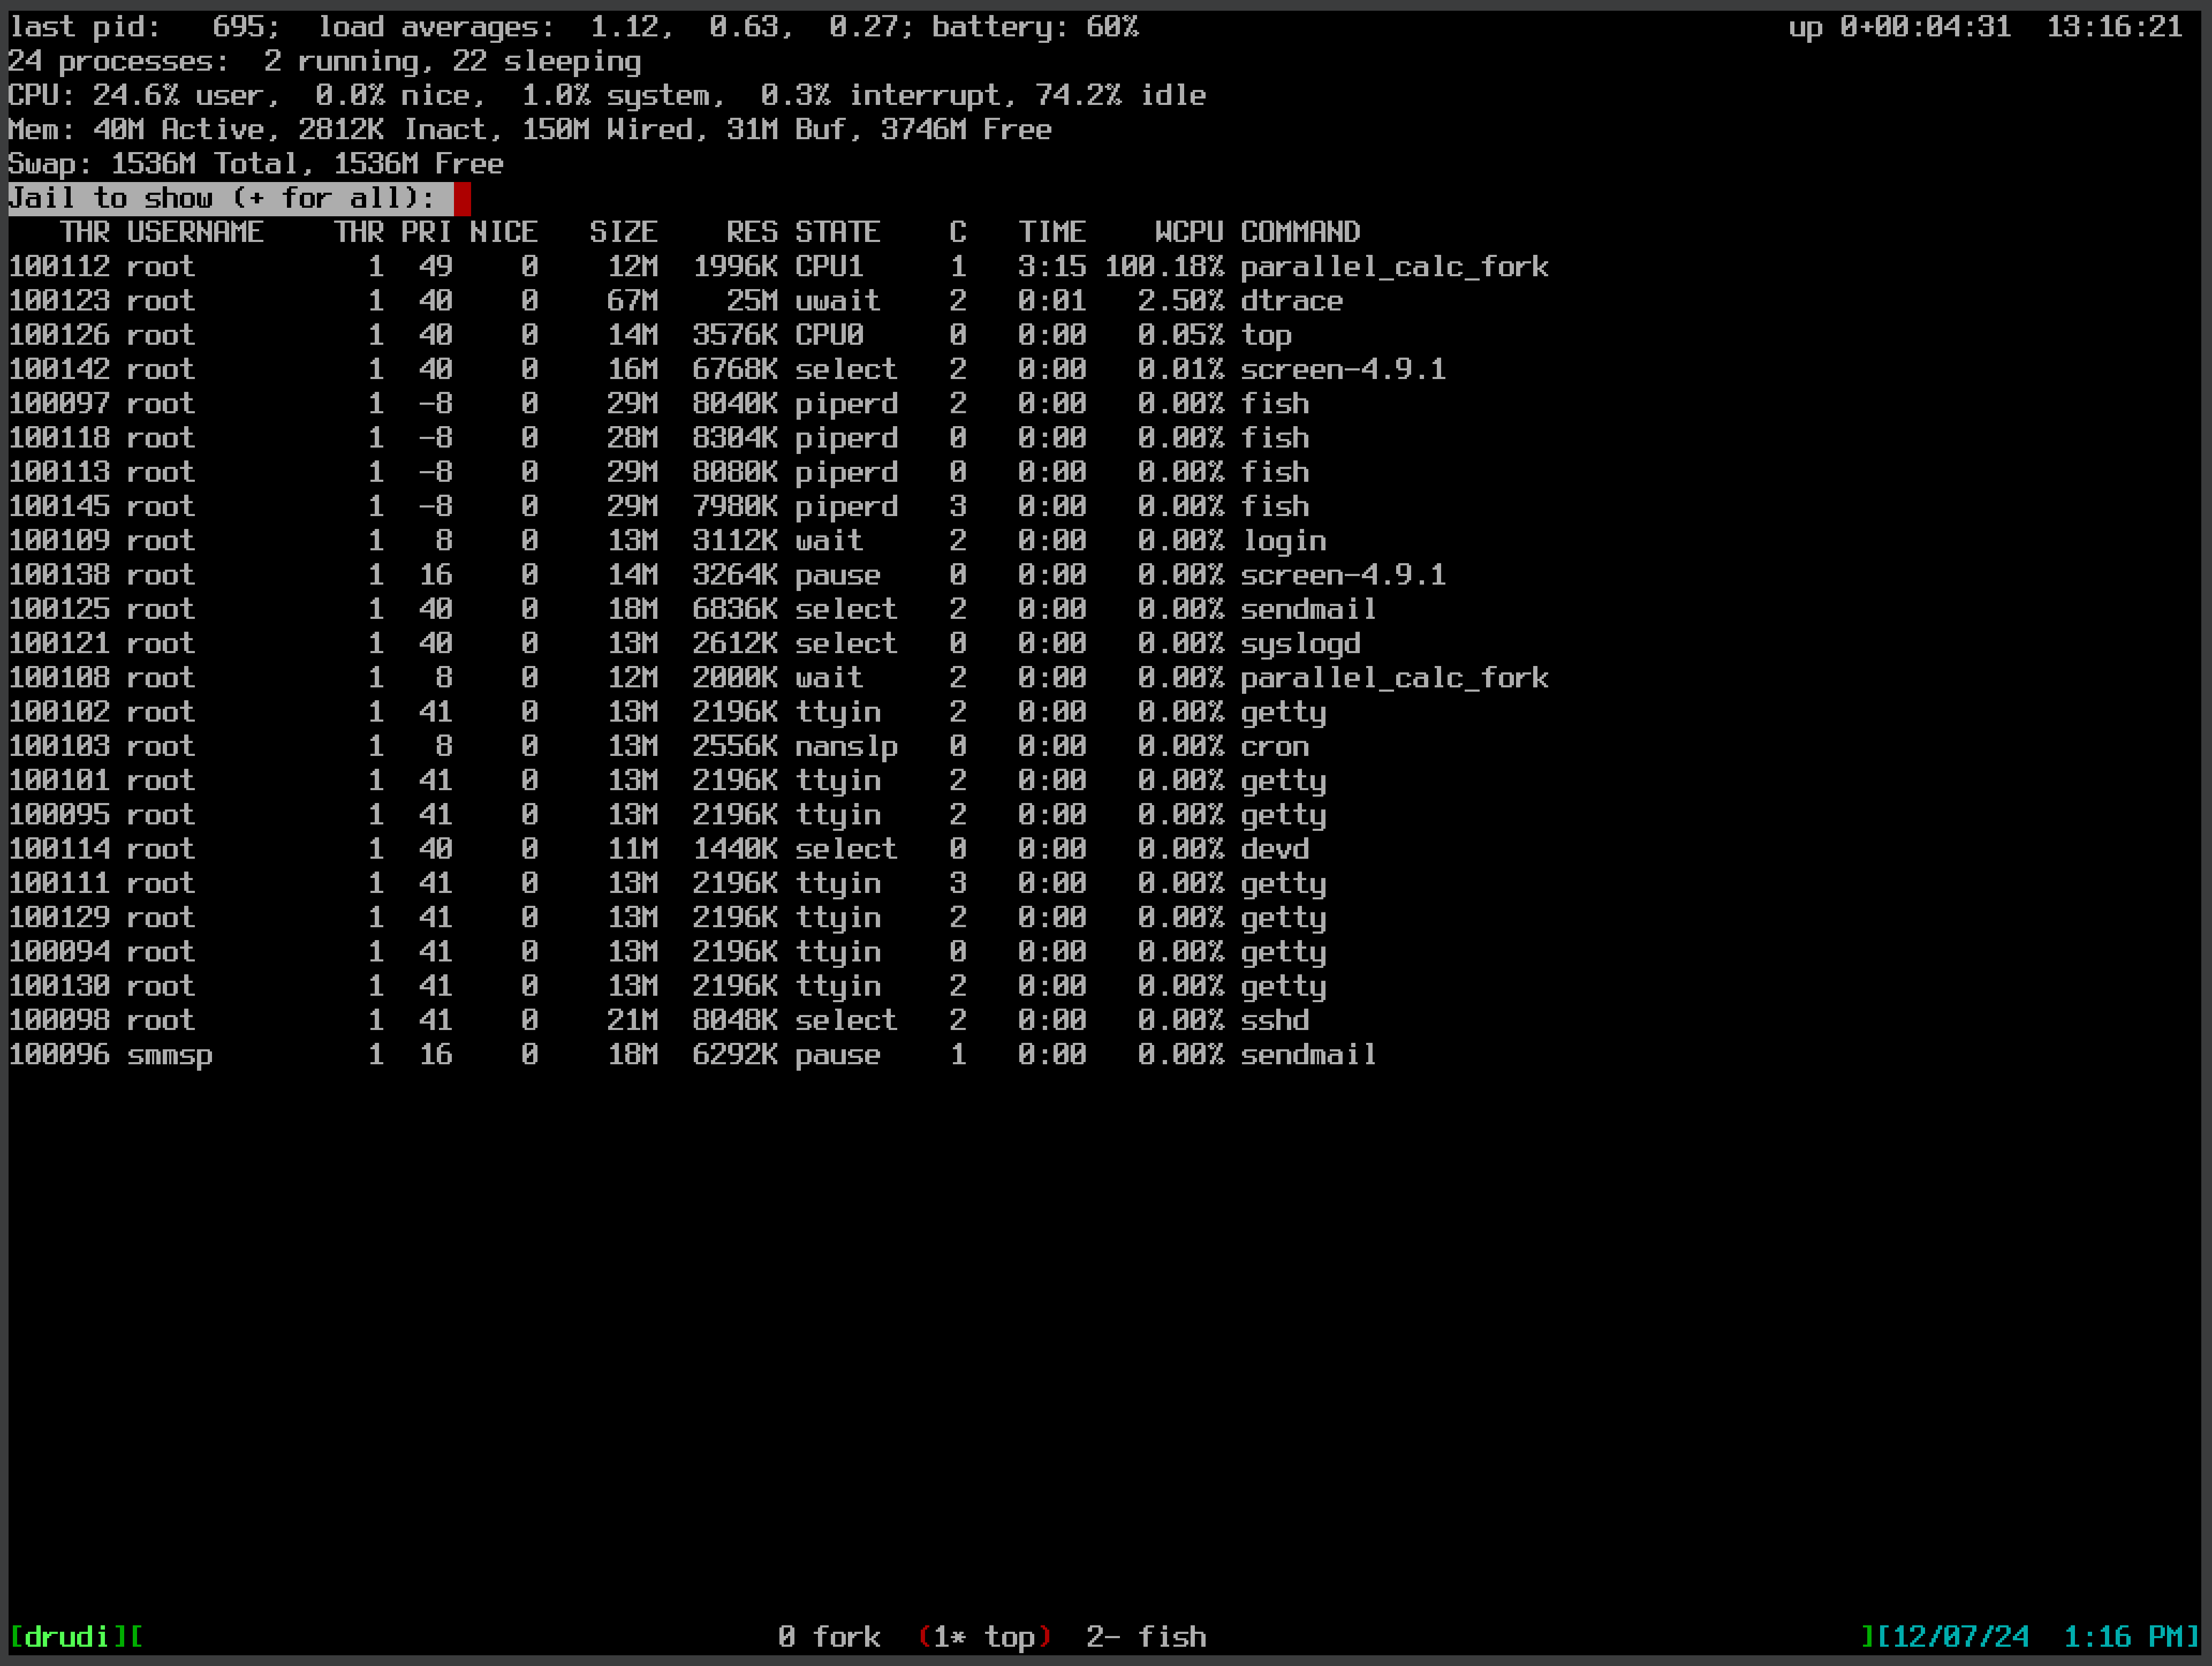 last pid:   695;  load averages:  1.12,  0.63,  0.27; battery: 60%                                      up 0+00:04:31  13:16:21
24 processes:  2 running, 22 sleeping
CPU: 24.6% user,  0.0% nice,  1.0% system,  0.3% interrupt, 74.2% idle
Mem: 40M Active, 2812K Inact, 150M Wired, 31M Buf, 3746M Free
Swap: 1536M Total, 1536M Free
Jail to show (+ for all):
   THR USERNAME    THR PRI NICE   SIZE    RES STATE    C   TIME    WCPU COMMAND
100112 root          1  49    0    12M  1996K CPU1     1   3:15 100.18% parallel_calc_fork
100123 root          1  40    0    67M    25M uwait    2   0:01   2.50% dtrace
100126 root          1  40    0    14M  3576K CPU0     0   0:00   0.05% top
100142 root          1  40    0    16M  6768K select   2   0:00   0.01% screen-4.9.1
100097 root          1  -8    0    29M  8040K piperd   2   0:00   0.00% fish
100118 root          1  -8    0    28M  8304K piperd   0   0:00   0.00% fish
100113 root          1  -8    0    29M  8080K piperd   0   0:00   0.00% fish
100145 root          1  -8    0    29M  7980K piperd   3   0:00   0.00% fish
100109 root          1   8    0    13M  3112K wait     2   0:00   0.00% login
100138 root          1  16    0    14M  3264K pause    0   0:00   0.00% screen-4.9.1
100125 root          1  40    0    18M  6836K select   2   0:00   0.00% sendmail
100121 root          1  40    0    13M  2612K select   0   0:00   0.00% syslogd
100108 root          1   8    0    12M  2000K wait     2   0:00   0.00% parallel_calc_fork
100102 root          1  41    0    13M  2196K ttyin    2   0:00   0.00% getty
100103 root          1   8    0    13M  2556K nanslp   0   0:00   0.00% cron
100101 root          1  41    0    13M  2196K ttyin    2   0:00   0.00% getty
100095 root          1  41    0    13M  2196K ttyin    2   0:00   0.00% getty
100114 root          1  40    0    11M  1440K select   0   0:00   0.00% devd
100111 root          1  41    0    13M  2196K ttyin    3   0:00   0.00% getty
100129 root          1  41    0    13M  2196K ttyin    2   0:00   0.00% getty
100094 root          1  41    0    13M  2196K ttyin    0   0:00   0.00% getty
100130 root          1  41    0    13M  2196K ttyin    2   0:00   0.00% getty
100098 root          1  41    0    21M  8048K select   2   0:00   0.00% sshd
100096 smmsp         1  16    0    18M  6292K pause    1   0:00   0.00% sendmail
[drudi][                                     0 fork  (1* top)  2- fish                                      ][12/07/24  1:16 PM]